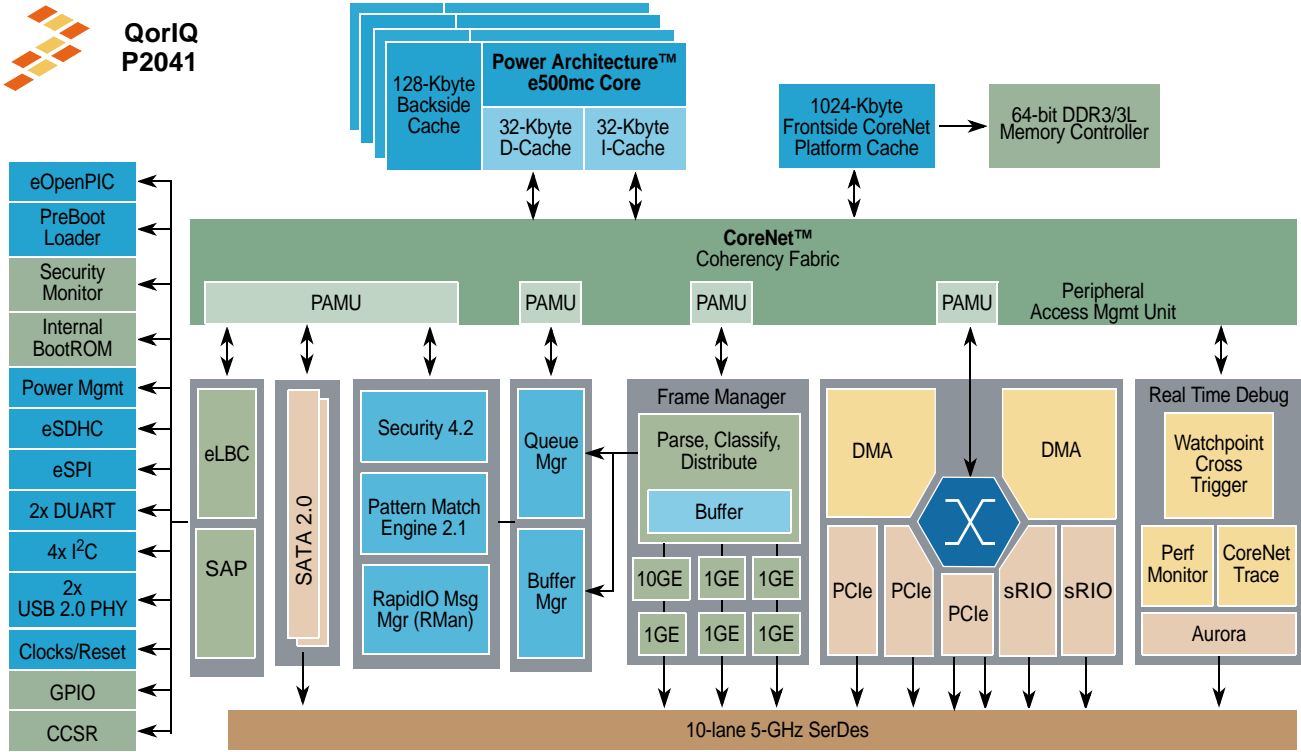 QorIQ
P2041
128-Kbyte
Backside
Cache
Power Architecture™
e500mc Core
32-Kbyte
D-Cache
32-Kbyte
I-Cache
1024-Kbyte
Frontside CoreNet
Platform Cache
64-bit DDR3/3L
Memory Controller
eOpenPIC
PreBoot
Loader
Security
Monitor
Internal
BootROM
Power Mgmt
eSDHC
eSPI
2x DUART
4x I²C
2x
USB 2.0 PHY
Clocks/Reset
GPIO
CCSR
CoreNet™
Coherency Fabric
PAMU
PAMU
PAMU
PAMU
Peripheral
Access Mgmt Unit
eLBC
SAP
SATA 2.0
Security 4.2
Pattern Match
Engine 2.1
RapidIO Msg
Mgr (RMan)
Queue
Mgr
Buffer
Mgr
Frame Manager
Parse, Classify,
Distribute
Buffer
10GE
1GE
1GE
1GE
1GE
1GE
DMA
DMA
PCIe
PCIe
PCIe
sRIO
sRIO
Real Time Debug
Watchpoint
Cross
Trigger
Perf
Monitor
CoreNet
Trace
Aurora
10-lane 5-GHz SerDes